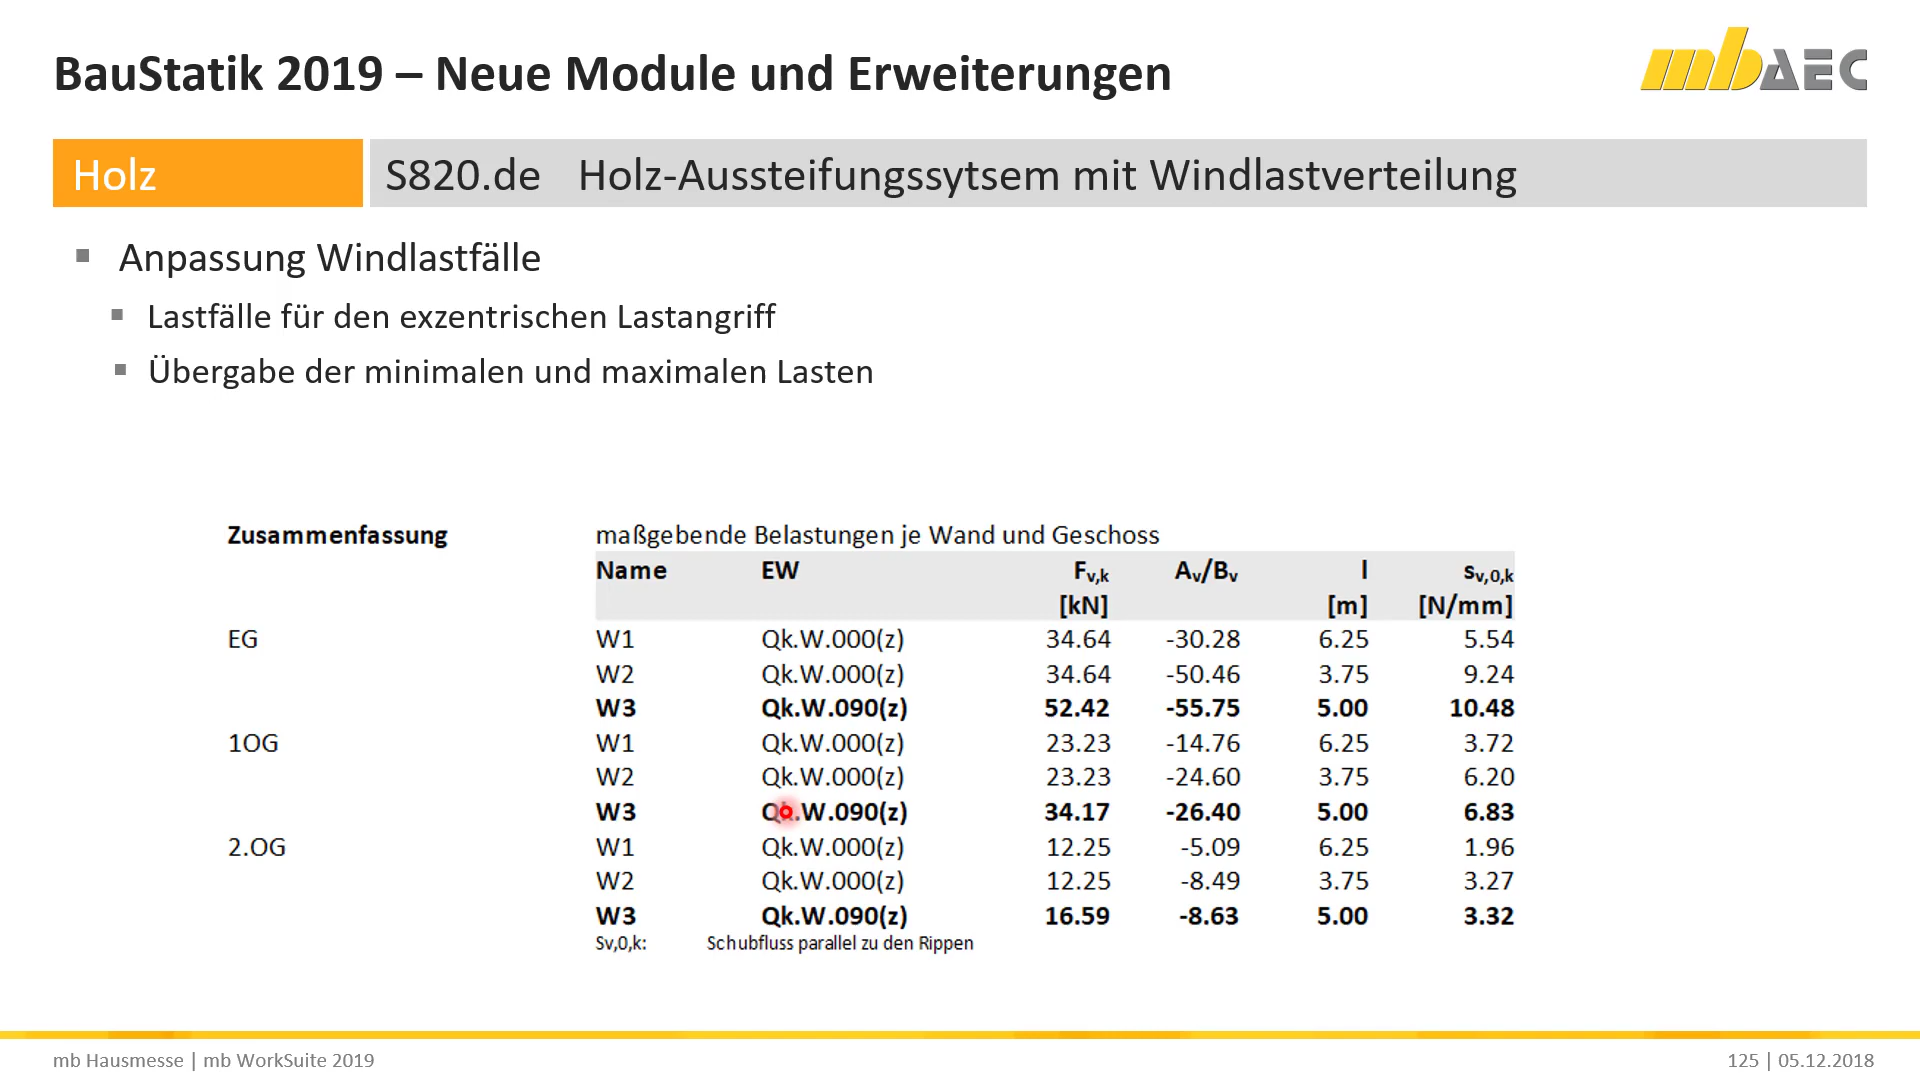 BauStatik 2019 – Neue Module und Erweiterungen
mbAEC
Holz S820.de Holz-Aussteifungssytsem mit Windlastverteilung
Anpassung Windlastfälle
Lastfälle für den exzentrischen Lastangriff
Übergabe der minimalen und maximalen Lasten
Zusammenfassung maßgebende Belastungen je Wand und Geschoss
Name EW Fv,k Av/Bv l sv,0,k
[kN] [m] [N/mm]
EG W1 Qk.W.000(z) 34.64 -30.28 6.25 5.54
W2 Qk.W.000(z) 34.64 -50.46 3.75 9.24
W3 Qk.W.090(z) 52.42 -55.75 5.00 10.48
1OG W1 Qk.W.000(z) 23.23 -14.76 6.25 3.72
W2 Qk.W.000(z) 23.23 -24.60 3.75 6.20
W3 Qk.W.090(z) 34.17 -26.40 5.00 6.83
2.OG W1 Qk.W.000(z) 12.25 -5.09 6.25 1.96
W2 Qk.W.000(z) 12.25 -8.49 3.75 3.27
W3 Qk.W.090(z) 16.59 -8.63 5.00 3.32
Sv,0,k: Schubfluss parallel zu den Rippen
mb Hausmesse | mb WorkSuite 2019 125 | 05.12.2018